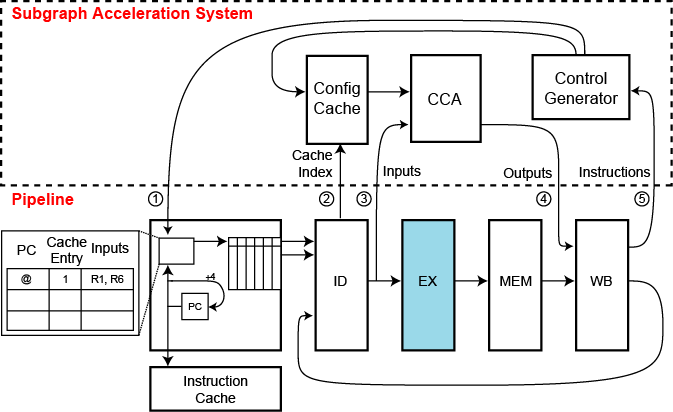 Subgraph Acceleration System
Config
Cache
CCA
Control
Generator
Cache
Index
Inputs
Outputs
Instructions
Pipeline
1
2
3
4
5
PC
Cache
Entry
Inputs
@
1
R1, R6
+4
PC
ID
EX
MEM
WB
Instruction
Cache